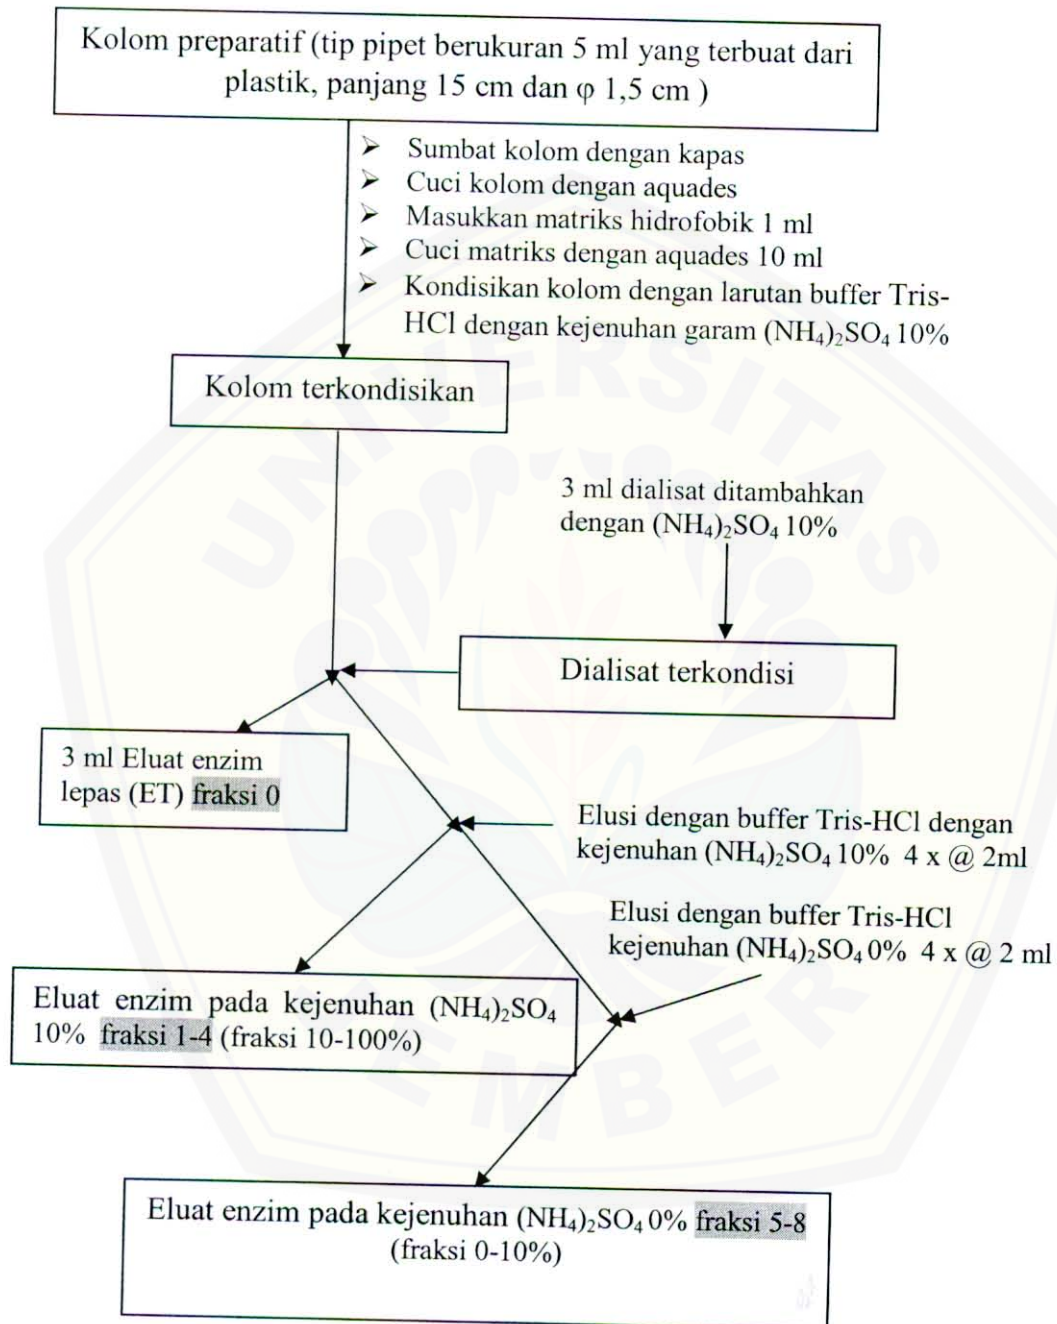 Kolom preparatif (tip pipet berukuran 5 ml yang terbuat dari
plastik, panjang 15 cm dan φ 1,5 cm )
➢ Sumbat kolom dengan kapas
➢ Cuci kolom dengan aquades
➢ Masukkan matriks hidrofobik 1 ml
➢ Cuci matriks dengan aquades 10 ml
➢ Kondisikan kolom dengan larutan buffer Tris-
HCl dengan kejenuhan garam (NH₄)₂SO₄ 10%
Kolom terkondisikan
3 ml dialisat ditambahkan
dengan (NH₄)₂SO₄ 10%
Dialisat terkondisi
3 ml Eluat enzim
lepas (ET) fraksi 0
Elusi dengan buffer Tris-HCl dengan
kejenuhan (NH₄)₂SO₄ 10% 4 x @ 2ml
Elusi dengan buffer Tris-HCl
kejenuhan (NH₄)₂SO₄ 0% 4 x @ 2 ml
Eluat enzim pada kejenuhan (NH₄)₂SO₄
10% fraksi 1-4 (fraksi 10-100%)
Eluat enzim pada kejenuhan (NH₄)₂SO₄ 0% fraksi 5-8
(fraksi 0-10%)
UNIVERSITAS
JEMBER